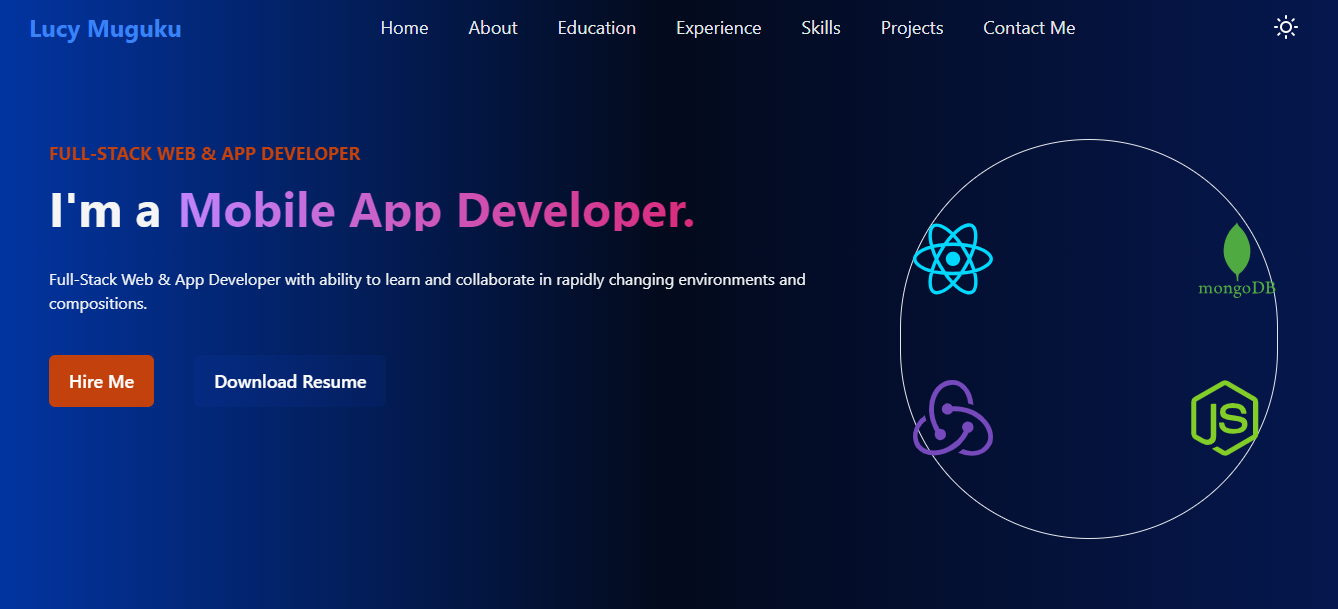 Lucy Muguku
Home
About
Education
Experience
Skills
Projects
Contact Me
FULL-STACK WEB & APP DEVELOPER
I'm a Mobile App Developer.
Full-Stack Web & App Developer with ability to learn and collaborate in rapidly changing environments and
compositions.
Hire Me
Download Resume
mongoDB
JS